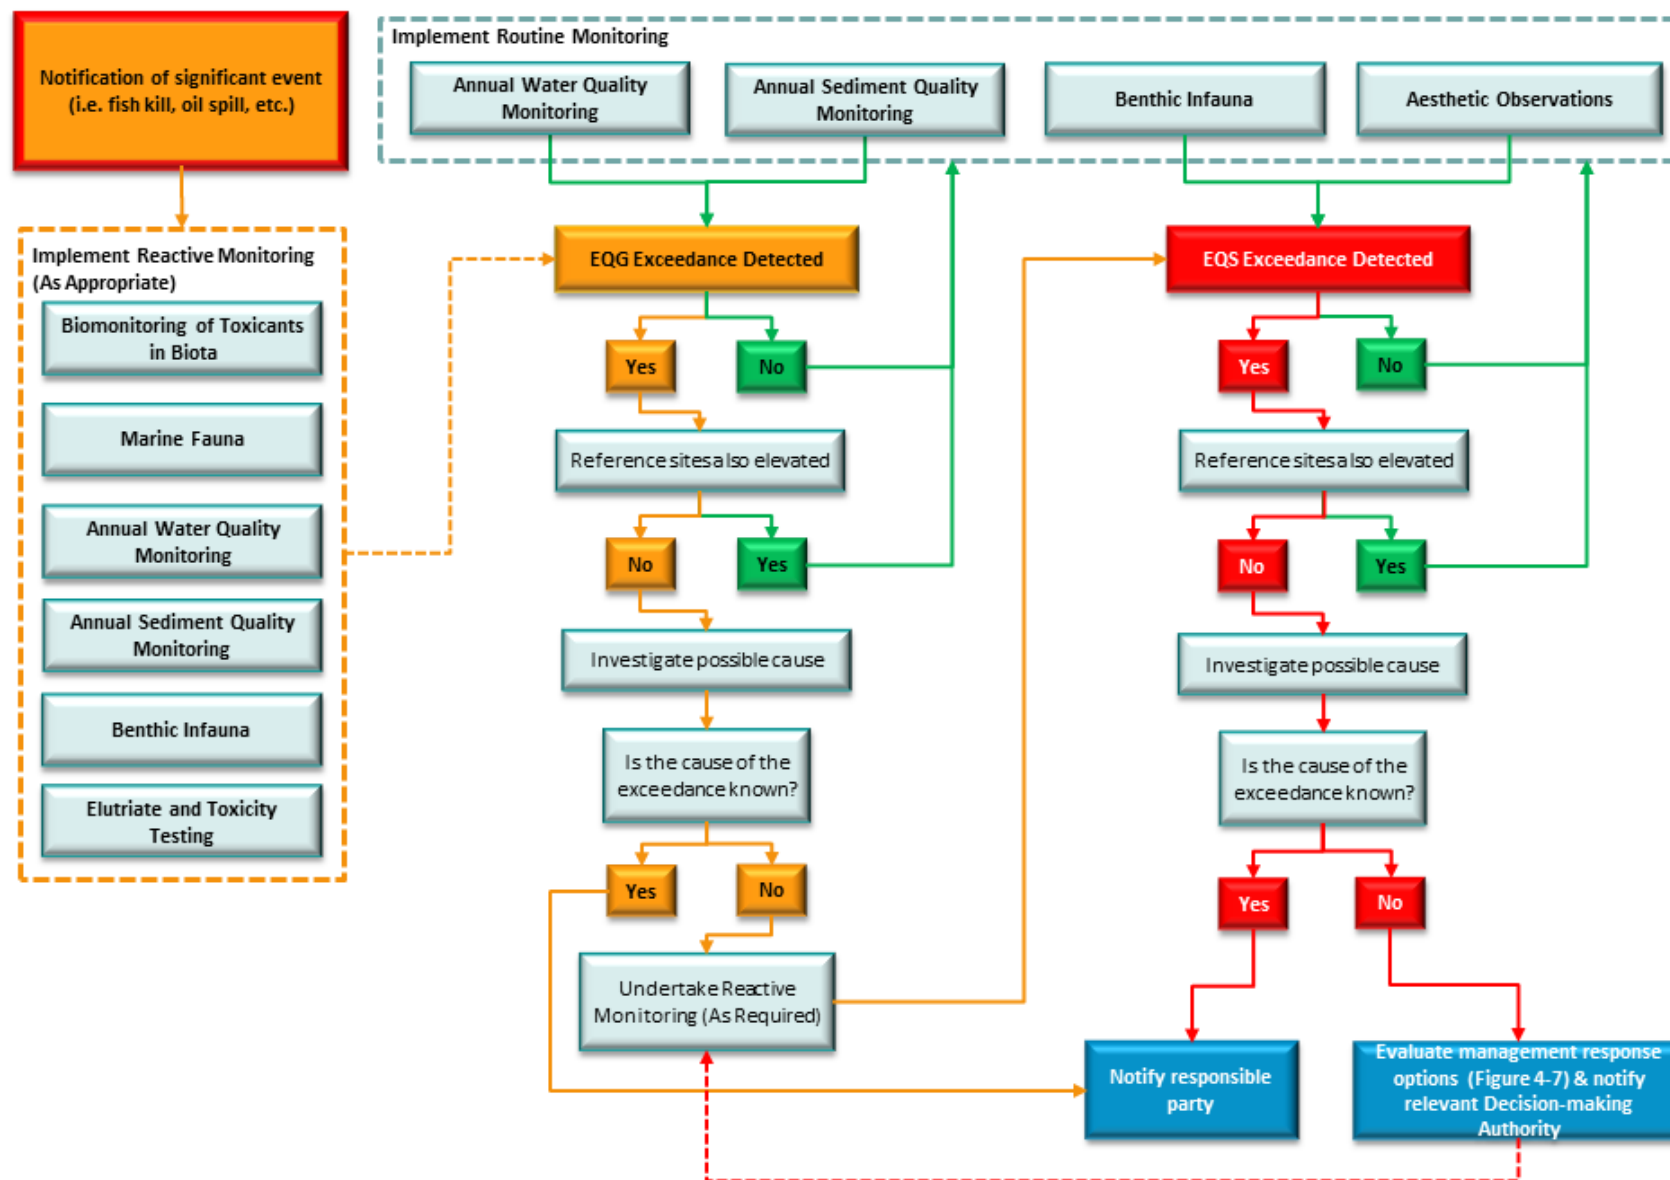 Notification of significant event
(i.e. fish kill, oil spill, etc.)
Implement Reactive Monitoring
(As Appropriate)
Biomonitoring of Toxicants
in Biota
Marine Fauna
Annual Water Quality
Monitoring
Annual Sediment Quality
Monitoring
Benthic Infauna
Elutriate and Toxicity
Testing
Implement Routine Monitoring
Annual Water Quality
Monitoring
Annual Sediment Quality
Monitoring
Benthic Infauna
Aesthetic Observations
EQG Exceedance Detected
Yes
No
Reference sites also elevated
No
Yes
Investigate possible cause
Is the cause of the
exceedance known?
Yes
No
Undertake Reactive
Monitoring (As Required)
EQS Exceedance Detected
Yes
No
Reference sites also elevated
No
Yes
Investigate possible cause
Is the cause of the
exceedance known?
Yes
No
Notify responsible
party
Evaluate management response
options (Figure 4-7) & notify
relevant Decision-making
Authority